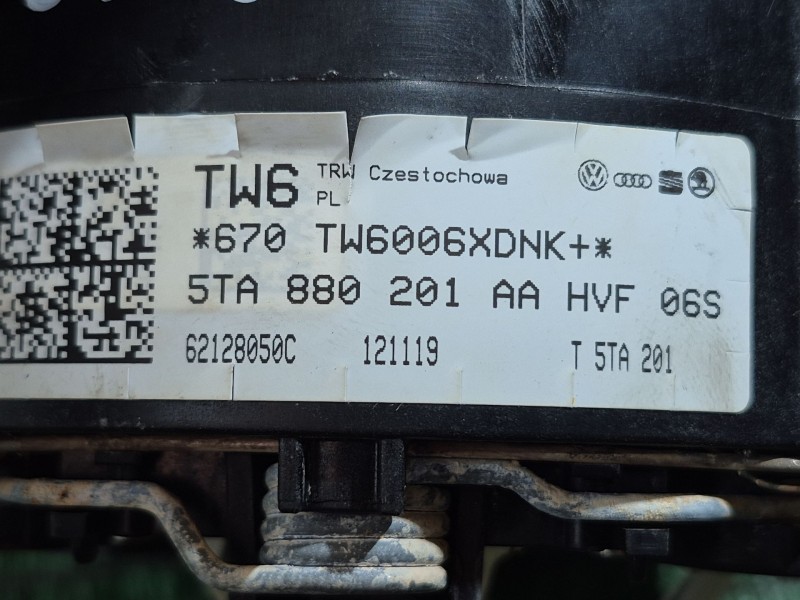 TW6 TRW Czestochowa
PL
*670 TW6006XDNK+*
5TA 880 201 AA HVF 06S
62128050C 121119 T 5TA 201